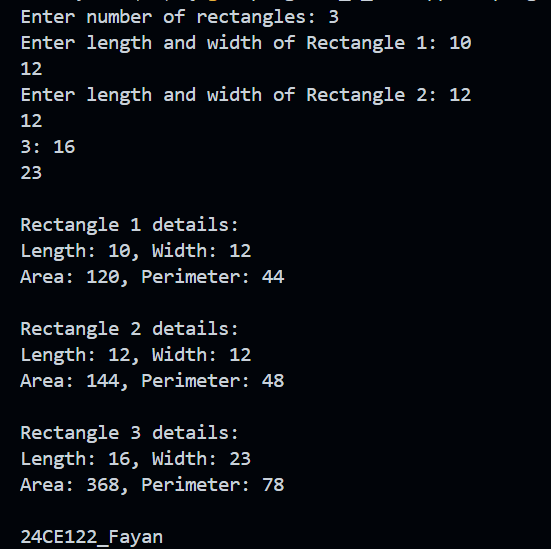 Enter number of rectangles: 3
Enter length and width of Rectangle 1: 10
12
Enter length and width of Rectangle 2: 12
12
3: 16
23
Rectangle 1 details:
Length: 10, Width: 12
Area: 120, Perimeter: 44
Rectangle 2 details:
Length: 12, Width: 12
Area: 144, Perimeter: 48
Rectangle 3 details:
Length: 16, Width: 23
Area: 368, Perimeter: 78
24CE122_Fayan